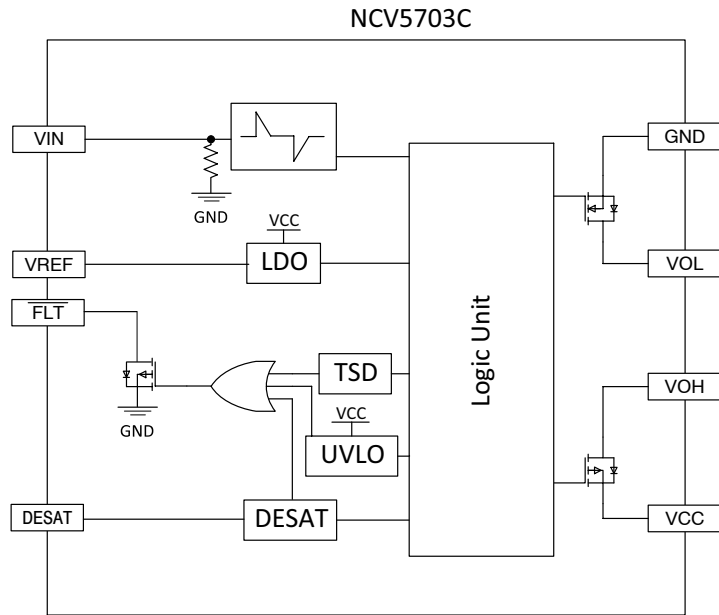 NCV5703C
VIN
GND
GND
VCC
VREF
LDO
VOL
FLT
Logic Unit
TSD
VOH
VCC
GND
UVLO
DESAT
DESAT
VCC